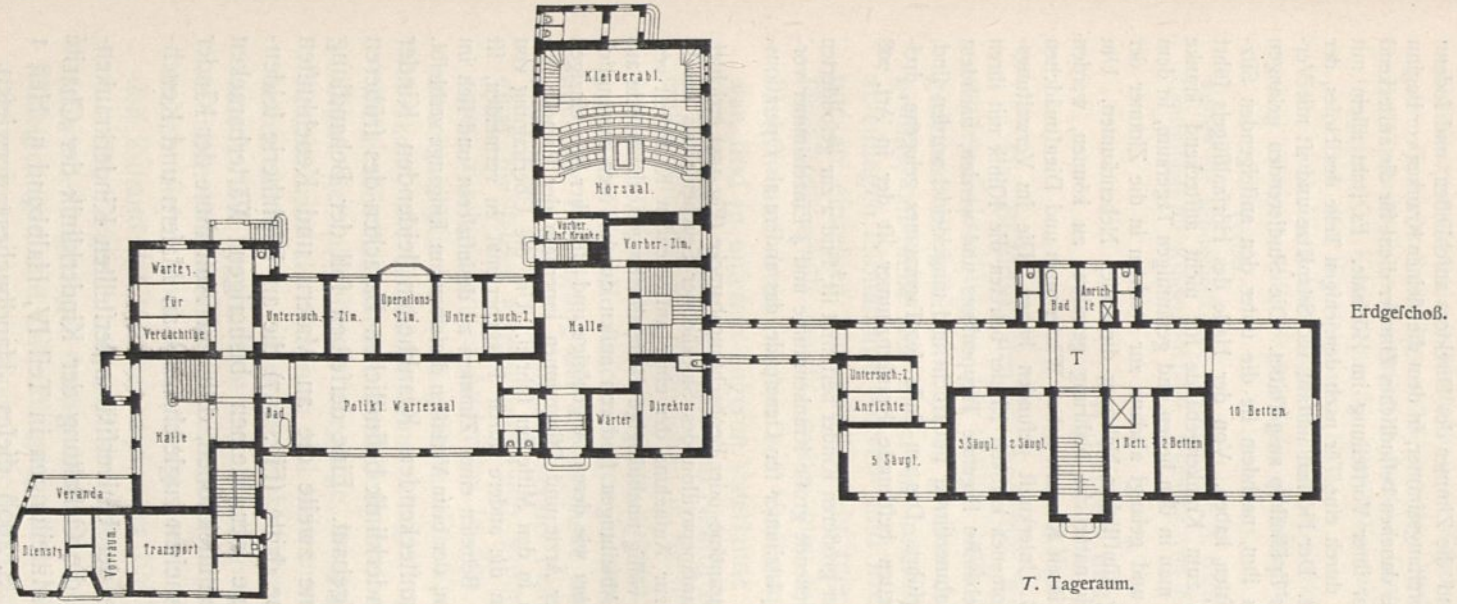 Kleiderabl.
Hörsaal.
Vorber.
f. Inf. Kranke
Vorber-Zim.
Wartez.
für
Verdächtige
Untersuch.-
Zim.
Operations-
Zim.
Unter
such.-Z.
Halle
Halle
Bad
Polikl. Wartesaal
Wärter
Direktor
Veranda
Dienstz.
Vorraum.
Transport
Bad
Anrich-
te
T
Untersuch.-Z.
Anrichte
5 Säugl.
3 Säugl.
2 Säugl.
1 Bett.
2 Betten
10 Betten.
Erdgeſchoß.
T. Tageraum.